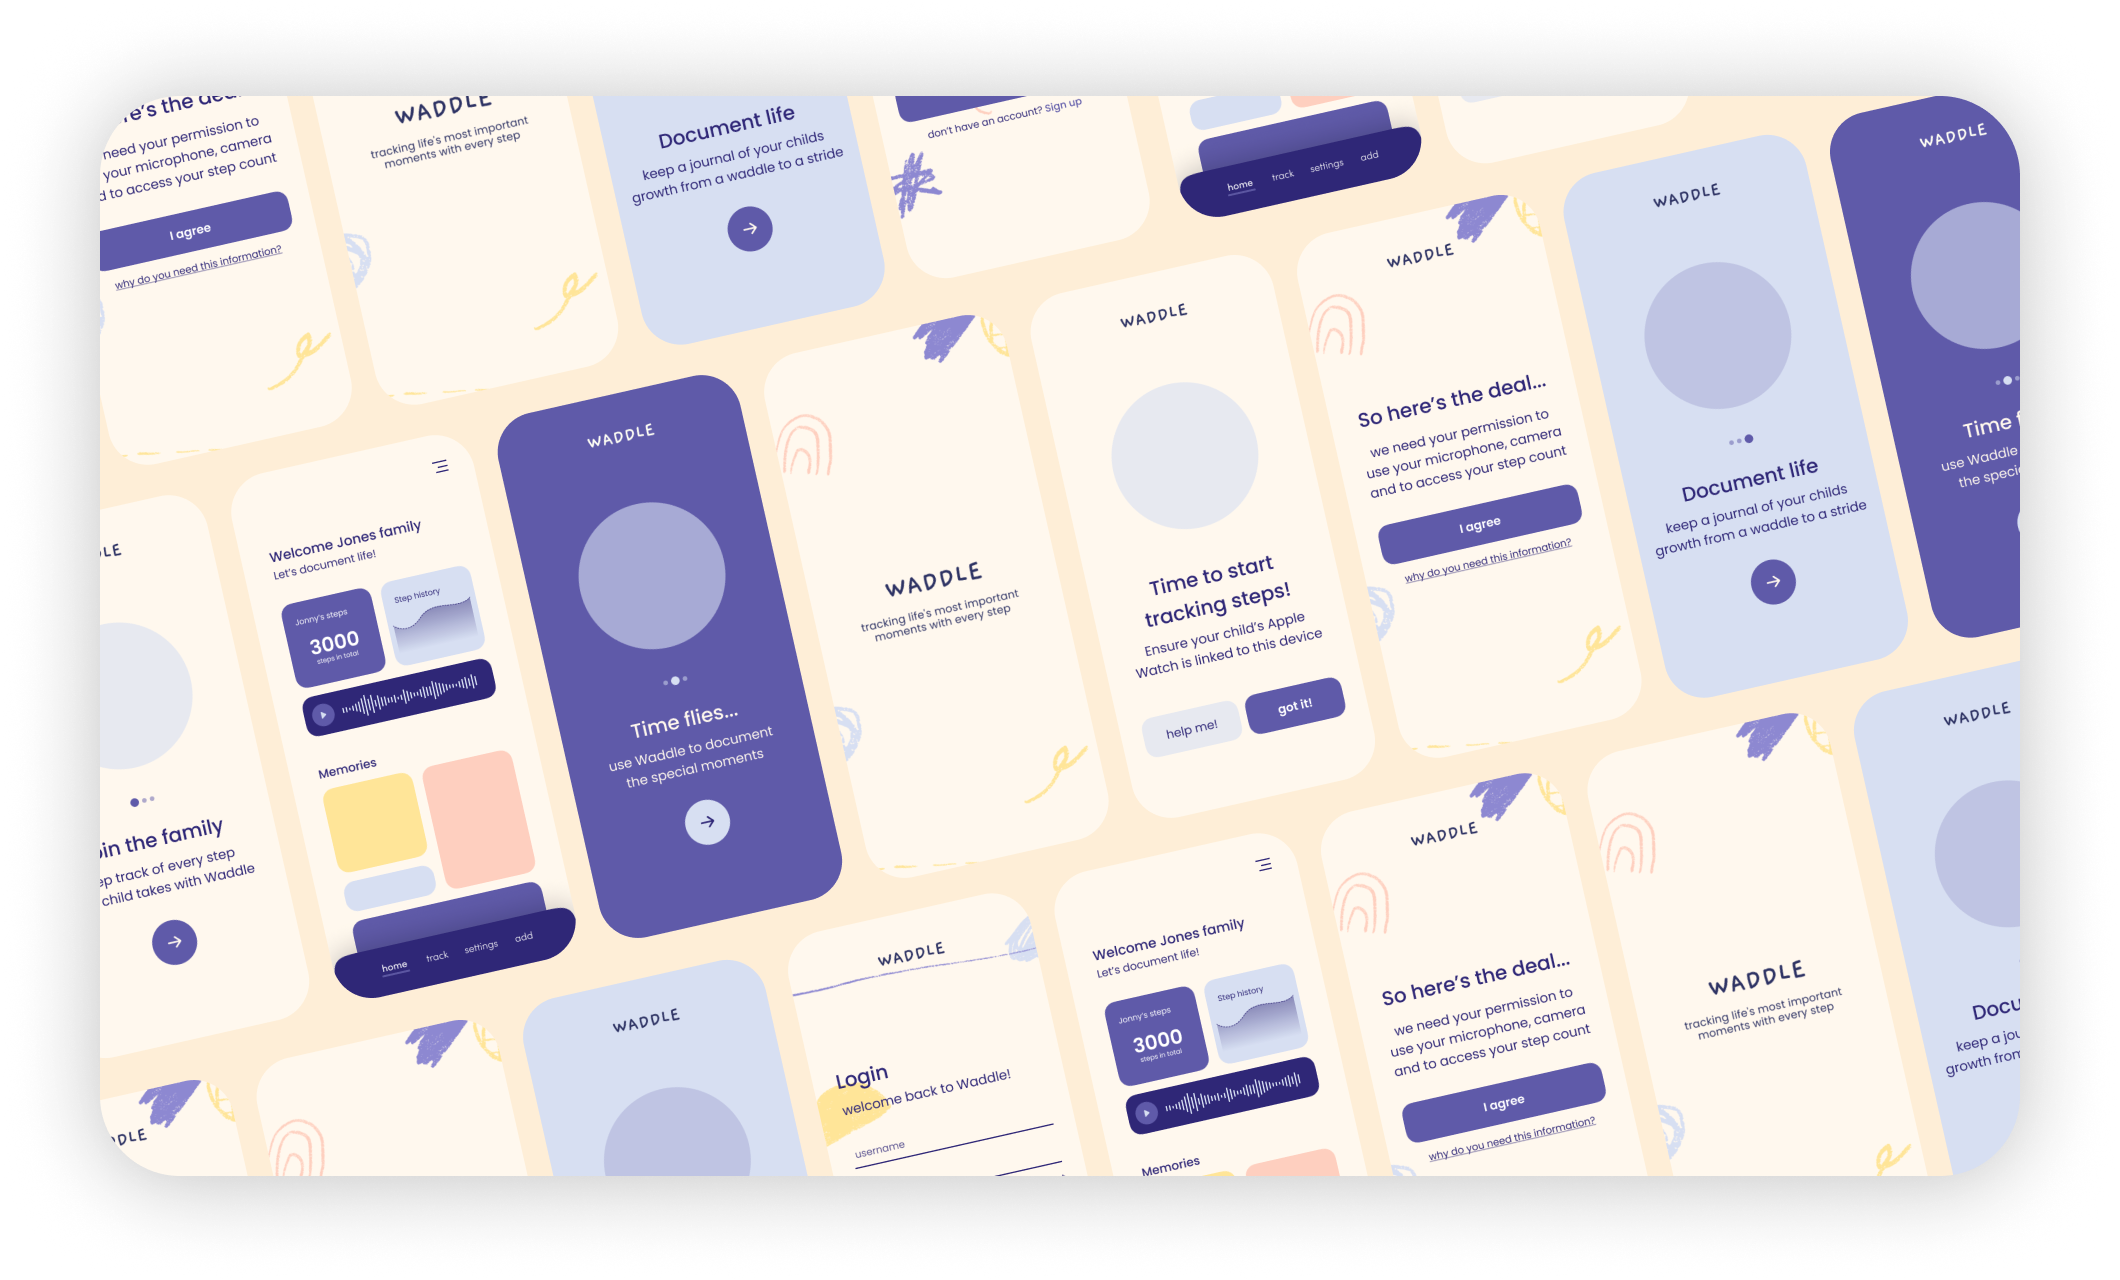 re's the deal...
need your permission to
your microphone, camera
d to access your step count
I agree
why do you need this information?
WADDLE
tracking life's most important
moments with every step
Document life
keep a journal of your childs
growth from a waddle to a stride
don't have an account? Sign up
home
track
settings
add
WADDLE
So here's the deal...
we need your permission to
use your microphone, camera
and to access your step count
I agree
why do you need this information?
WADDLE
Document life
keep a journal of your childs
growth from a waddle to a stride
WADDLE
Time f
use Waddle
the speci
DLE
in the family
ep track of every step
child takes with Waddle
Welcome Jones family
Let's document life!
Jonny's steps
3000
steps in total
Step history
Memories
home
track
settings
add
WADDLE
Time flies...
use Waddle to document
the special moments
WADDLE
tracking life's most important
moments with every step
WADDLE
Time to start
tracking steps!
Ensure your child's Apple
Watch is linked to this device
help me!
got it!
DDLE
WADDLE
WADDLE
Login
welcome back to Waddle!
username
Welcome Jones family
Let's document life!
Jonny's steps
3000
steps in total
Step history
Memories
WADDLE
So here's the deal...
we need your permission to
use your microphone, camera
and to access your step count
I agree
why do you need this information?
WADDLE
tracking life's most important
moments with every step
WADDLE
Docu
keep a jou
growth from